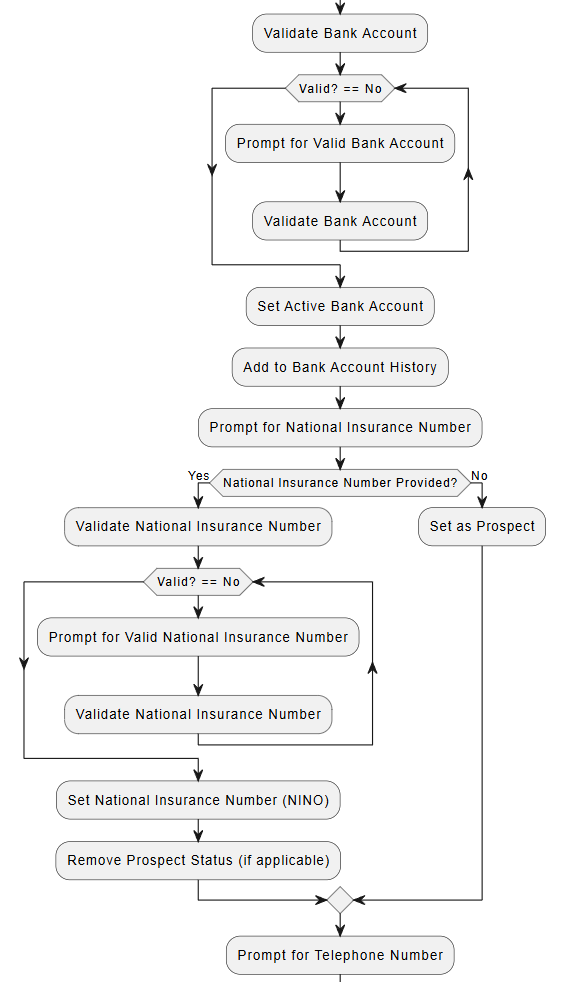 Validate Bank Account
Valid? == No
Prompt for Valid Bank Account
Validate Bank Account
Set Active Bank Account
Add to Bank Account History
Prompt for National Insurance Number
Yes
National Insurance Number Provided?
No
Validate National Insurance Number
Set as Prospect
Valid? == No
Prompt for Valid National Insurance Number
Validate National Insurance Number
Set National Insurance Number (NINO)
Remove Prospect Status (if applicable)
Prompt for Telephone Number